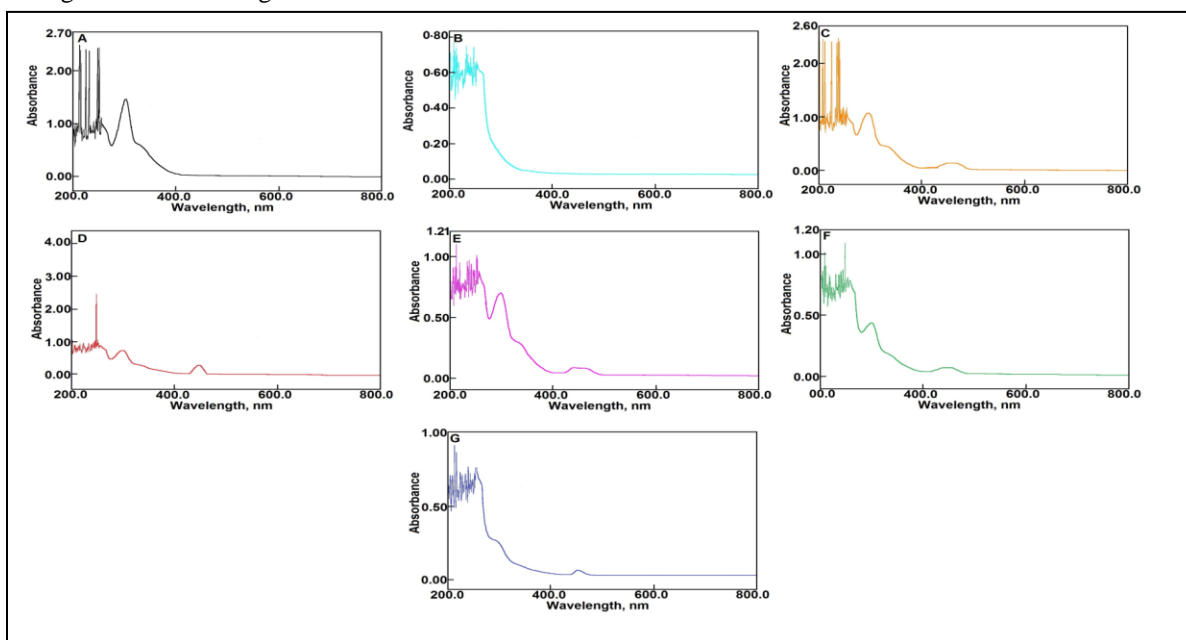 A
2.70
2.00
1.00
0.00
Absorbance
200.0 400.0 600.0 800.0
Wavelength, nm
B
0-80
0-60
0-40
0-20
0.00
Absorbance
200.0 400.0 600.0 800.0
Wavelength, nm
C
2.60
2.00
1.00
0.00
Absorbance
200.0 400.0 600.0 800.0
Wavelength, nm
D
4.00
3.00
2.00
1.00
0.00
Absorbance
200.0 400.0 600.0 800.0
Wavelength, nm
E
1.21
1.00
0.50
0.00
Absorbance
200.0 400.0 600.0 800.0
Wavelength, nm
F
1.20
1.00
0.50
0.00
Absorbance
00.0 400.0 600.0 800.0
Wavelength, nm
G
1.00
0.50
0.00
Absorbance
200.0 400.0 600.0 800.0
Wavelength, nm